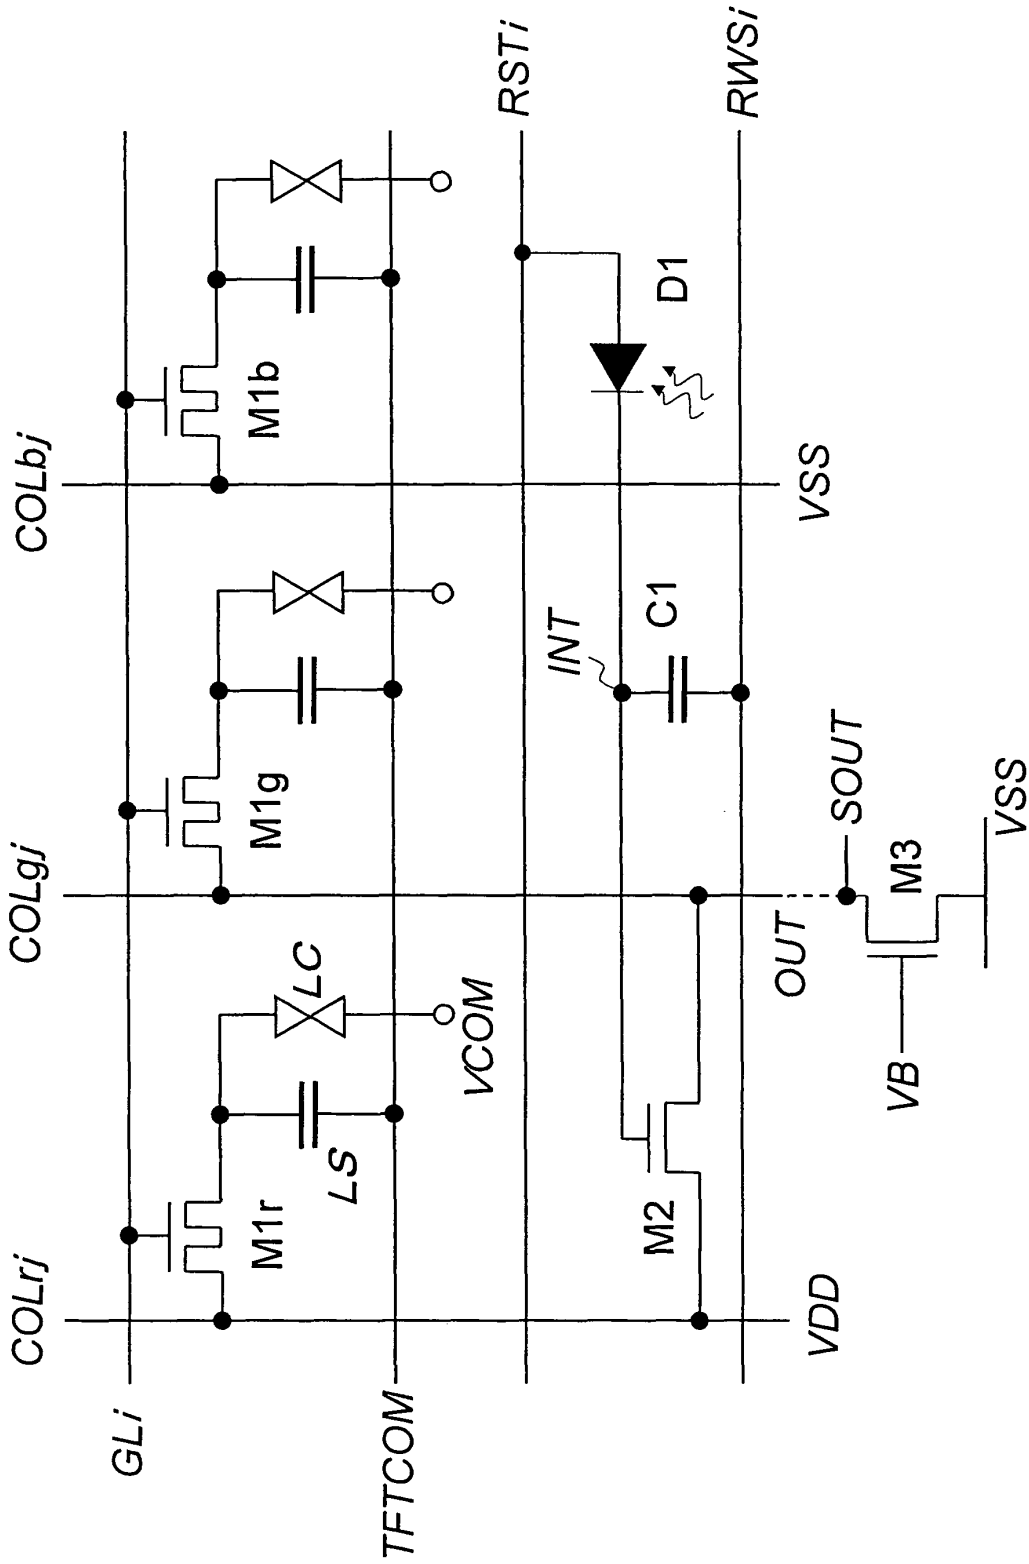 COLrj
COLgj
COLbj
GLi
M1r
M1g
M1b
LS
LC
TFTCOM
VCOM
RSTi
INT
D1
M2
C1
RWSi
VDD
OUT
SOUT
VSS
VB
M3
VSS